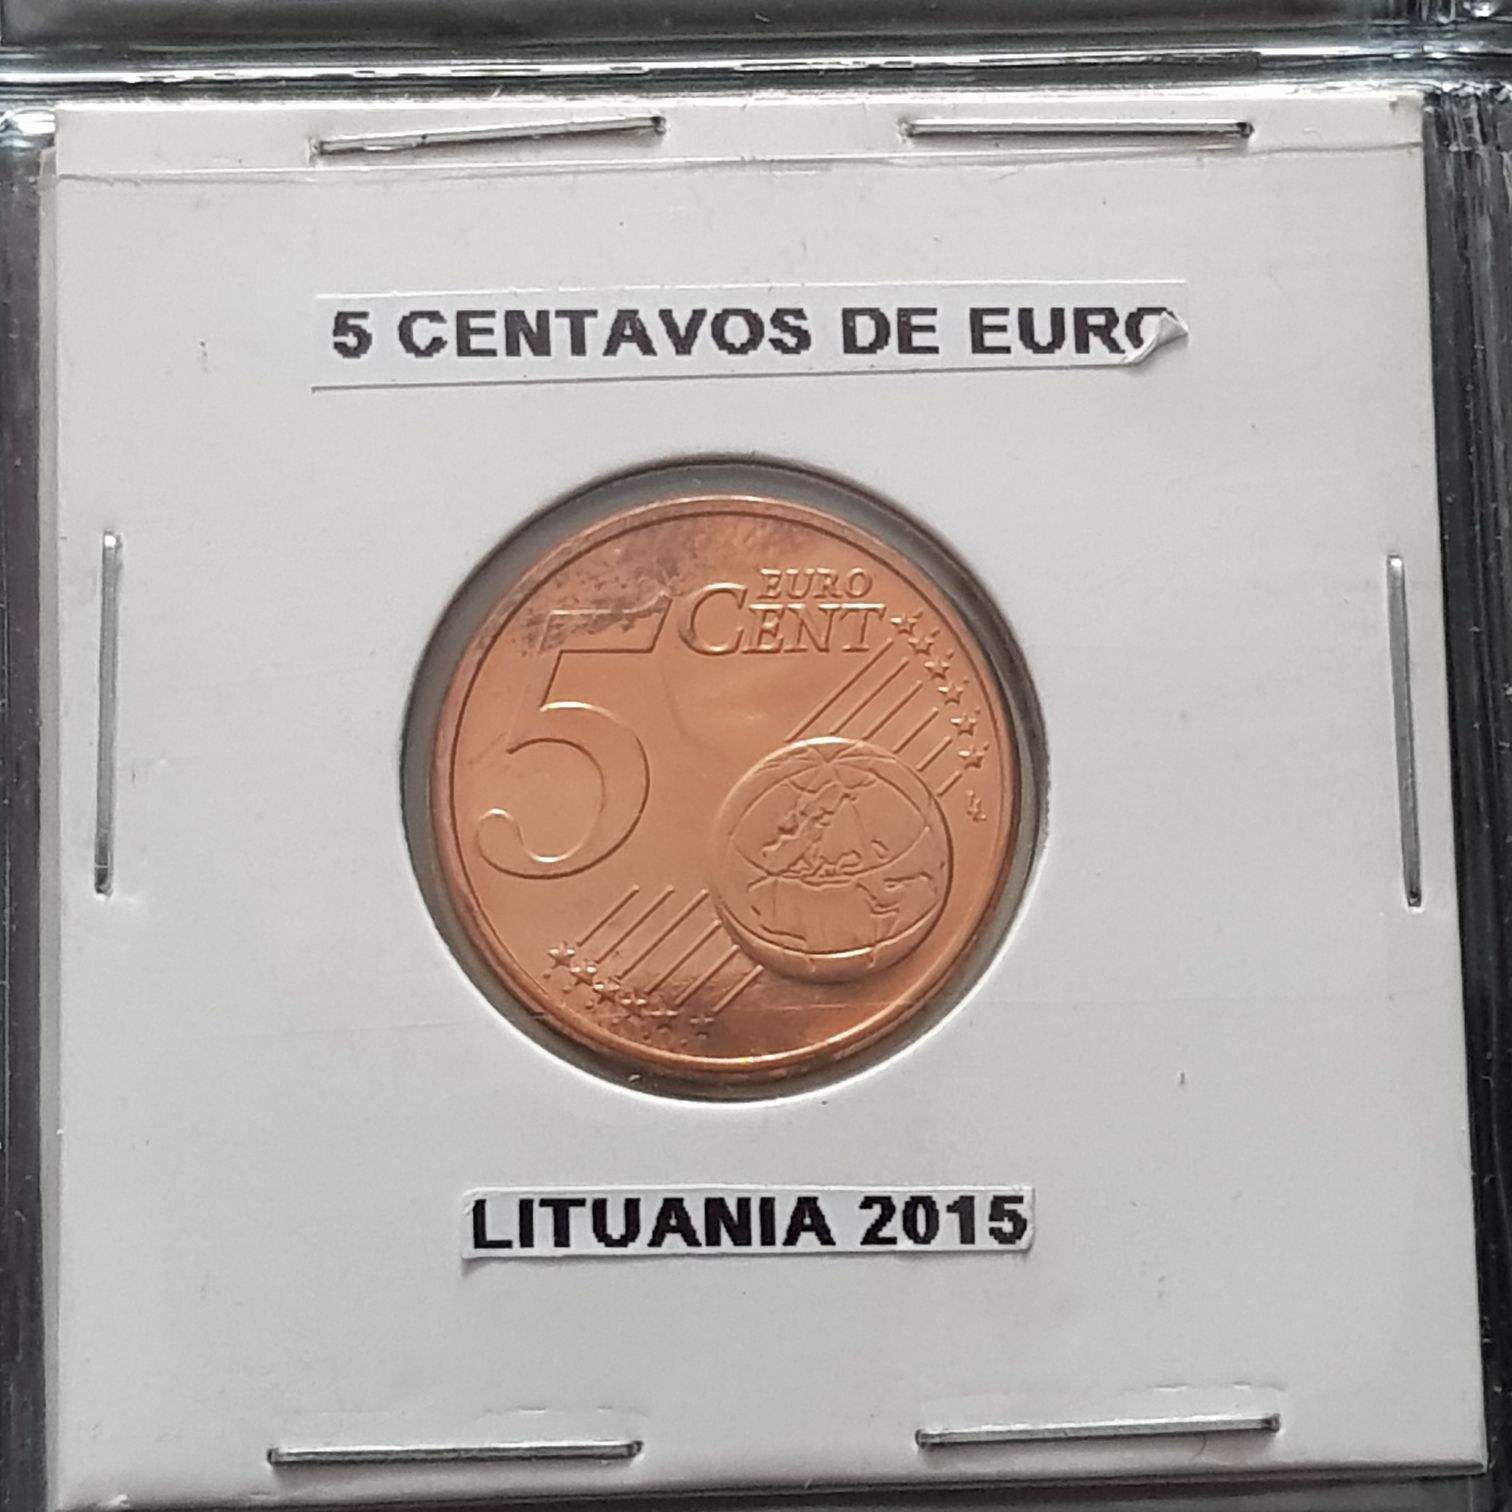 5 CENTAVOS DE EURO
EURO
5 CENT
LITUANIA 2015